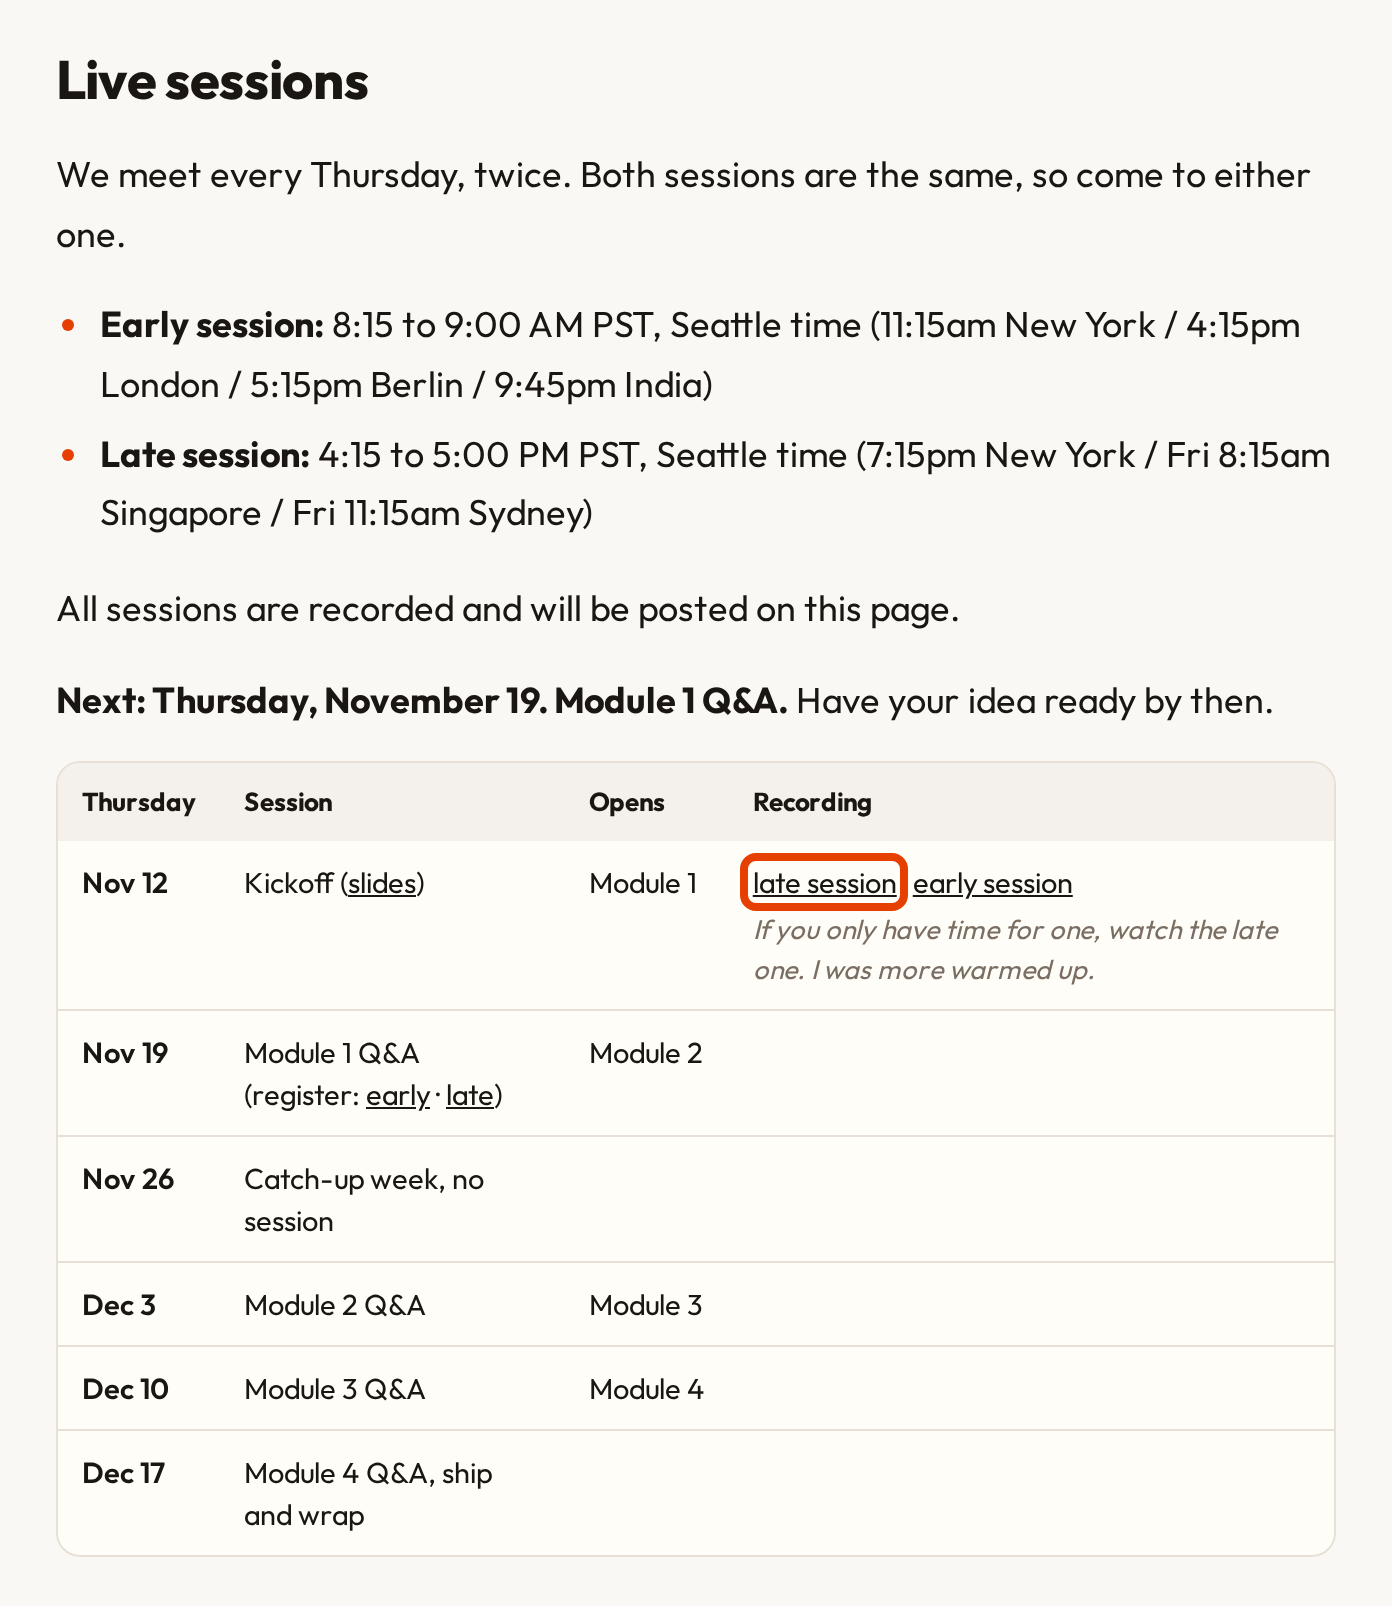 Live sessions
We meet every Thursday, twice. Both sessions are the same, so come to either
one.
• Early session: 8:15 to 9:00 AM PST, Seattle time (11:15am New York / 4:15pm
London / 5:15pm Berlin / 9:45pm India)
• Late session: 4:15 to 5:00 PM PST, Seattle time (7:15pm New York / Fri 8:15am
Singapore / Fri 11:15am Sydney)
All sessions are recorded and will be posted on this page.
Next: Thursday, November 19. Module 1 Q&A. Have your idea ready by then.
Thursday Session Opens Recording
Nov 12 Kickoff (slides) Module 1 late session early session
If you only have time for one, watch the late
one. I was more warmed up.
Nov 19 Module 1 Q&A Module 2
(register: early · late)
Nov 26 Catch-up week, no
session
Dec 3 Module 2 Q&A Module 3
Dec 10 Module 3 Q&A Module 4
Dec 17 Module 4 Q&A, ship
and wrap